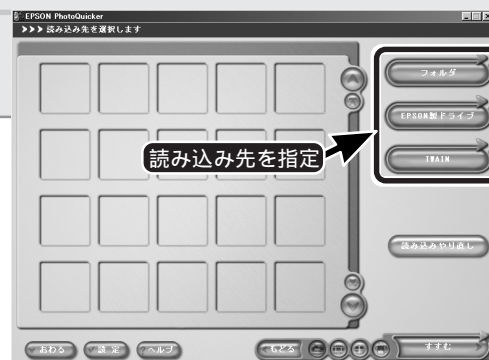 EPSON PhotoQuicker
>>> 読み込み先を選択します
フォルダ
EPSON製ドライブ
読み込み先を指定
TWAIN
読み込みやり直し
おわる
設定
ヘルプ
もどる
すすむ